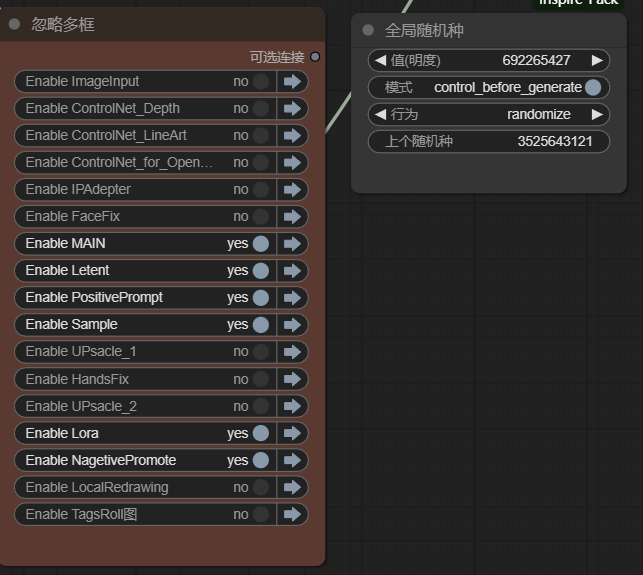 忽略多框
可选连接
Enable ImageInput no
Enable ControlNet_Depth no
Enable ControlNet_LineArt no
Enable ControlNet_for_Open... no
Enable IPAdepter no
Enable FaceFix no
Enable MAIN yes
Enable Letent yes
Enable PositivePrompt yes
Enable Sample yes
Enable UPsacle_1 no
Enable HandsFix no
Enable UPsacle_2 no
Enable Lora yes
Enable NagetivePromote yes
Enable LocalRedrawing no
Enable TagsRoll图 no
Inspire Pack
全局随机种
值(明度) 692265427
模式 control_before_generate
行为 randomize
上个随机种 3525643121